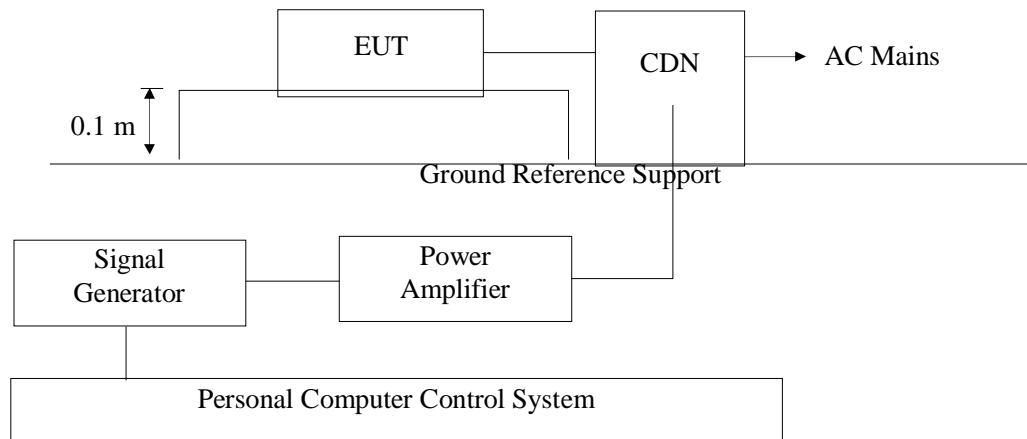 EUT
CDN
AC Mains
0.1 m
Ground Reference Support
Signal
Generator
Power
Amplifier
Personal Computer Control System